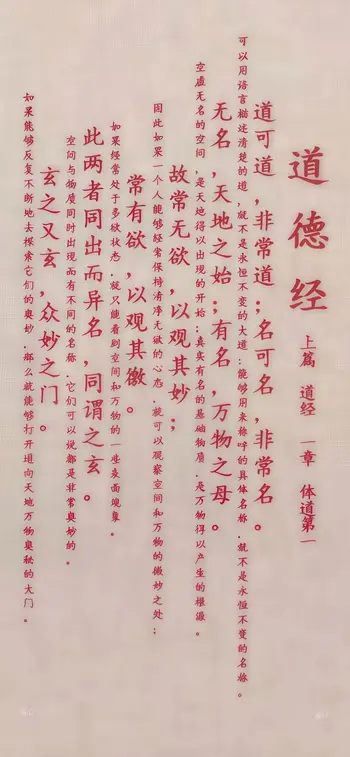 道德经 上篇 道经 一章 体道第一
道可道，非常道；名可名，非常名。
可以用语言描述清楚的道，就不是永恒不变的大道；能够用来称呼的具体名称，就不是永恒不变的名称。
无名，天地之始；有名，万物之母。
空虚无名的空间，是天地得以出现的开始；真实有名的基础物质，是万物得以产生的根源。
故常无欲，以观其妙；
因此如果一个人能够经常保持清净无欲的心态，就可以观察空间和万物的微妙之处；
常有欲，以观其徼。
如果经常处于多欲状态，就只能看到空间和万物的一些表面现象。
此两者同出而异名，同谓之玄。
空间与物质同时出现而有不同的名称，它们可以说都是非常奥妙的。
玄之又玄，众妙之门。
如果能够反复不断地去探索它们的奥妙，那么就能够打开通向天地万物奥秘的大门。